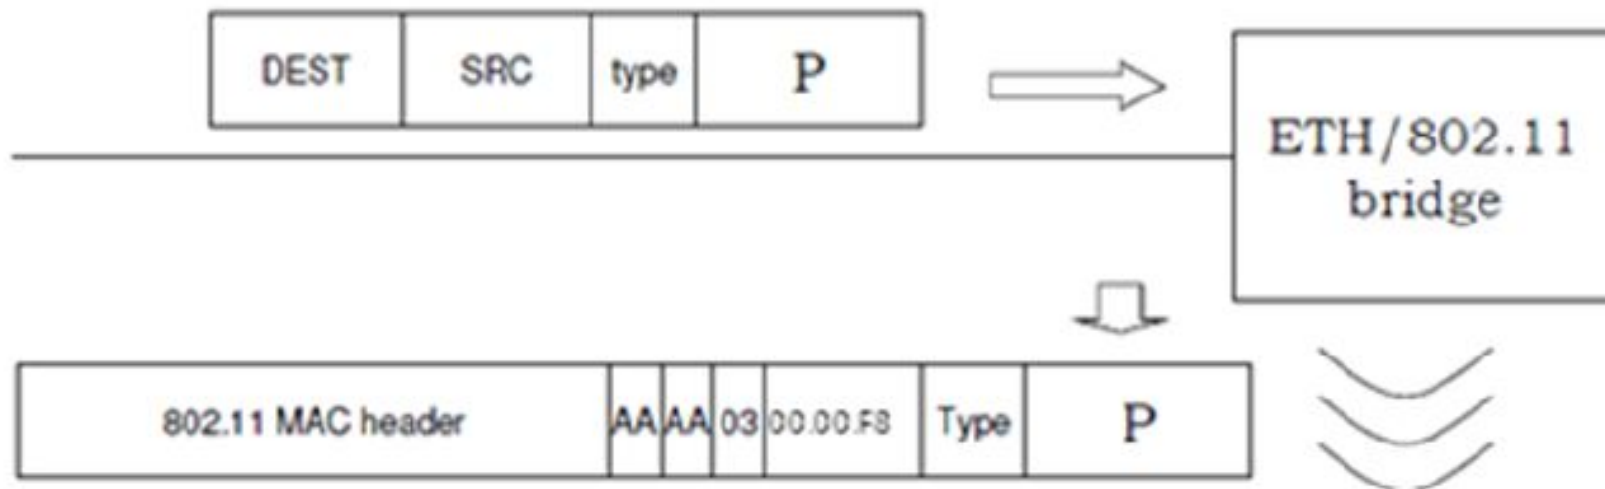 DEST SRC type P
ETH/802.11
bridge
802.11 MAC header AA AA 03 00.00.F8 Type P